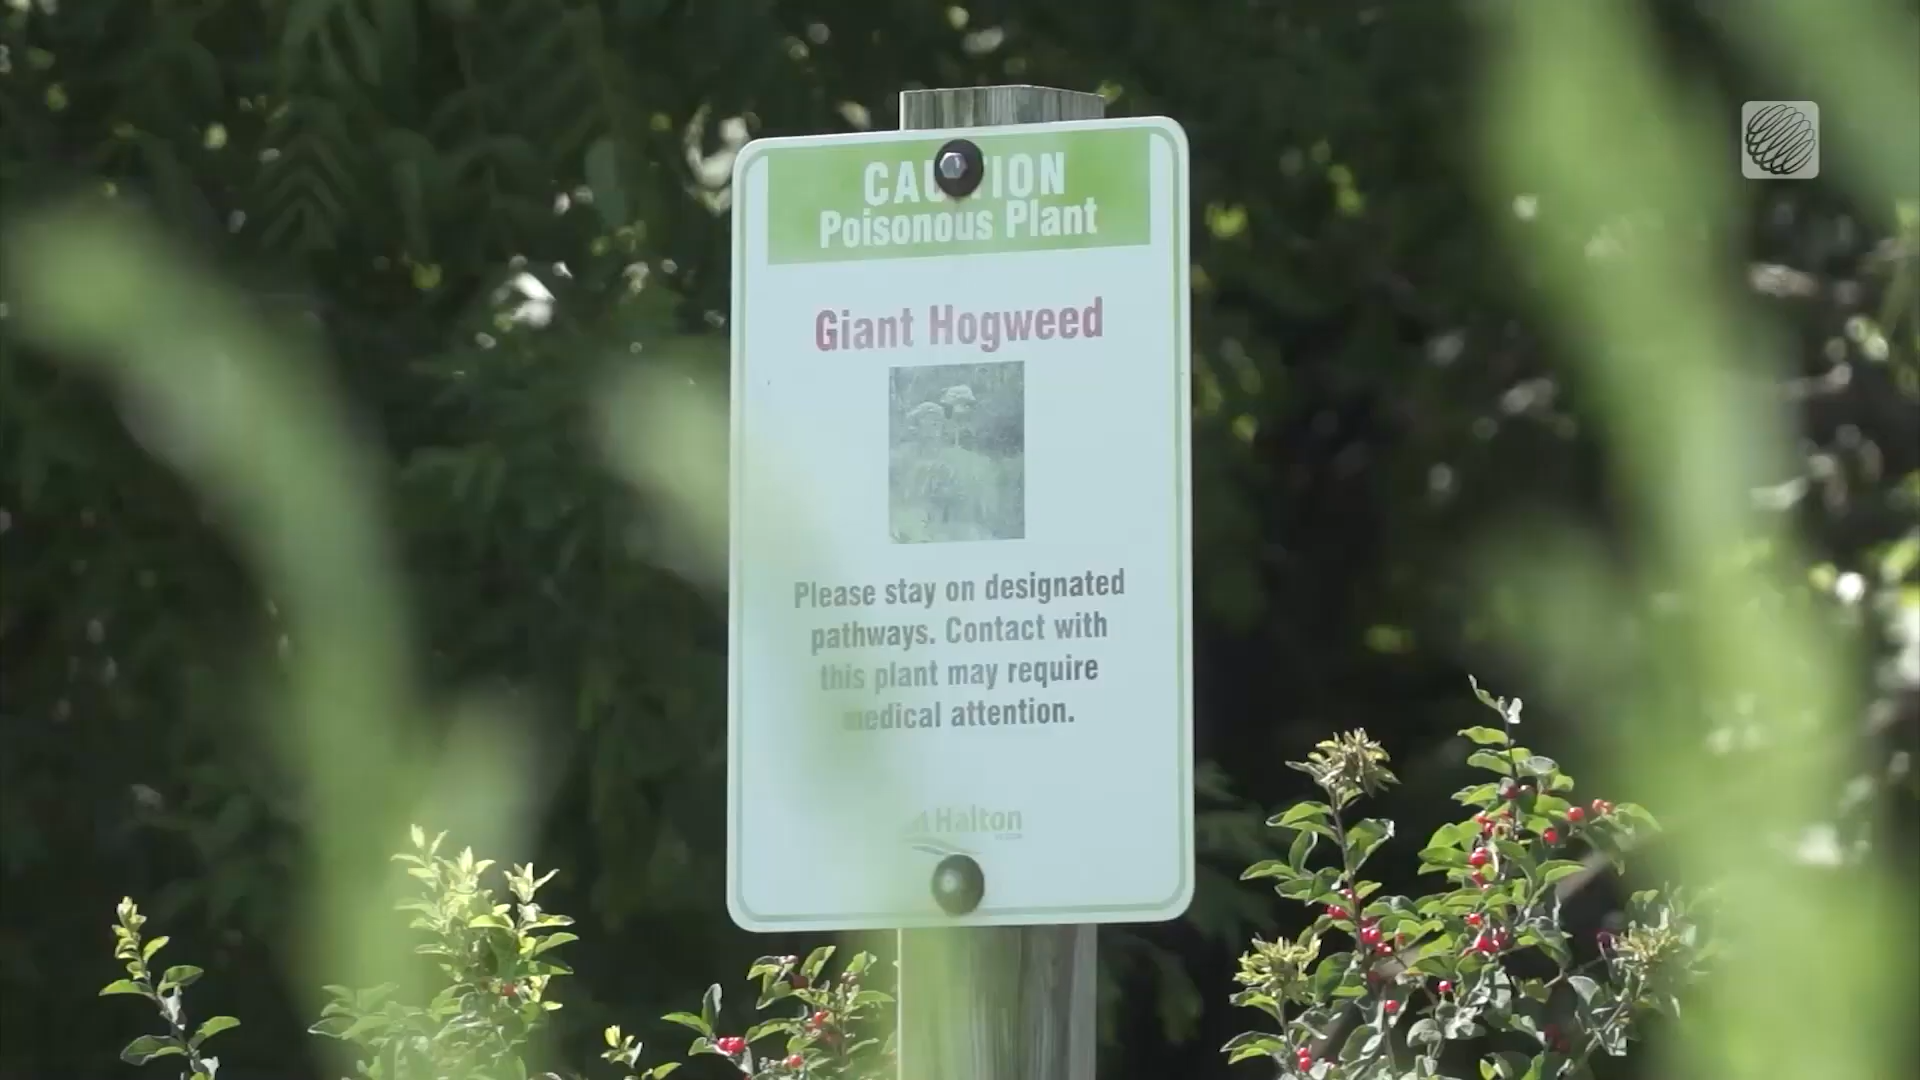 CAUTION
Poisonous Plant
Giant Hogweed
Please stay on designated
pathways. Contact with
this plant may require
medical attention.
Halton